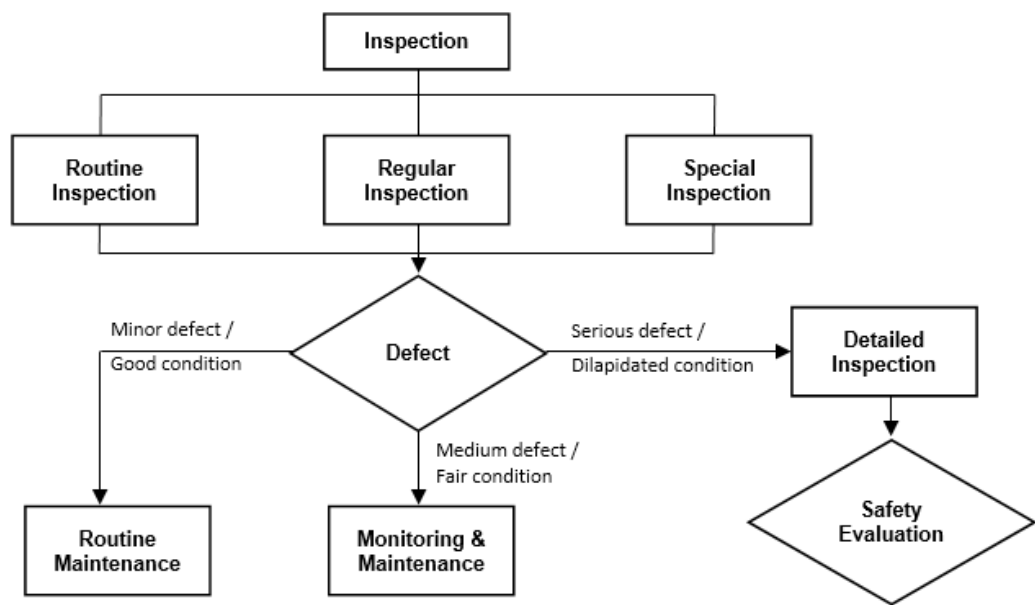 Inspection
Routine
Inspection
Regular
Inspection
Special
Inspection
Minor defect /
Good condition
Defect
Serious defect /
Dilapidated condition
Detailed
Inspection
Medium defect /
Fair condition
Routine
Maintenance
Monitoring &
Maintenance
Safety
Evaluation